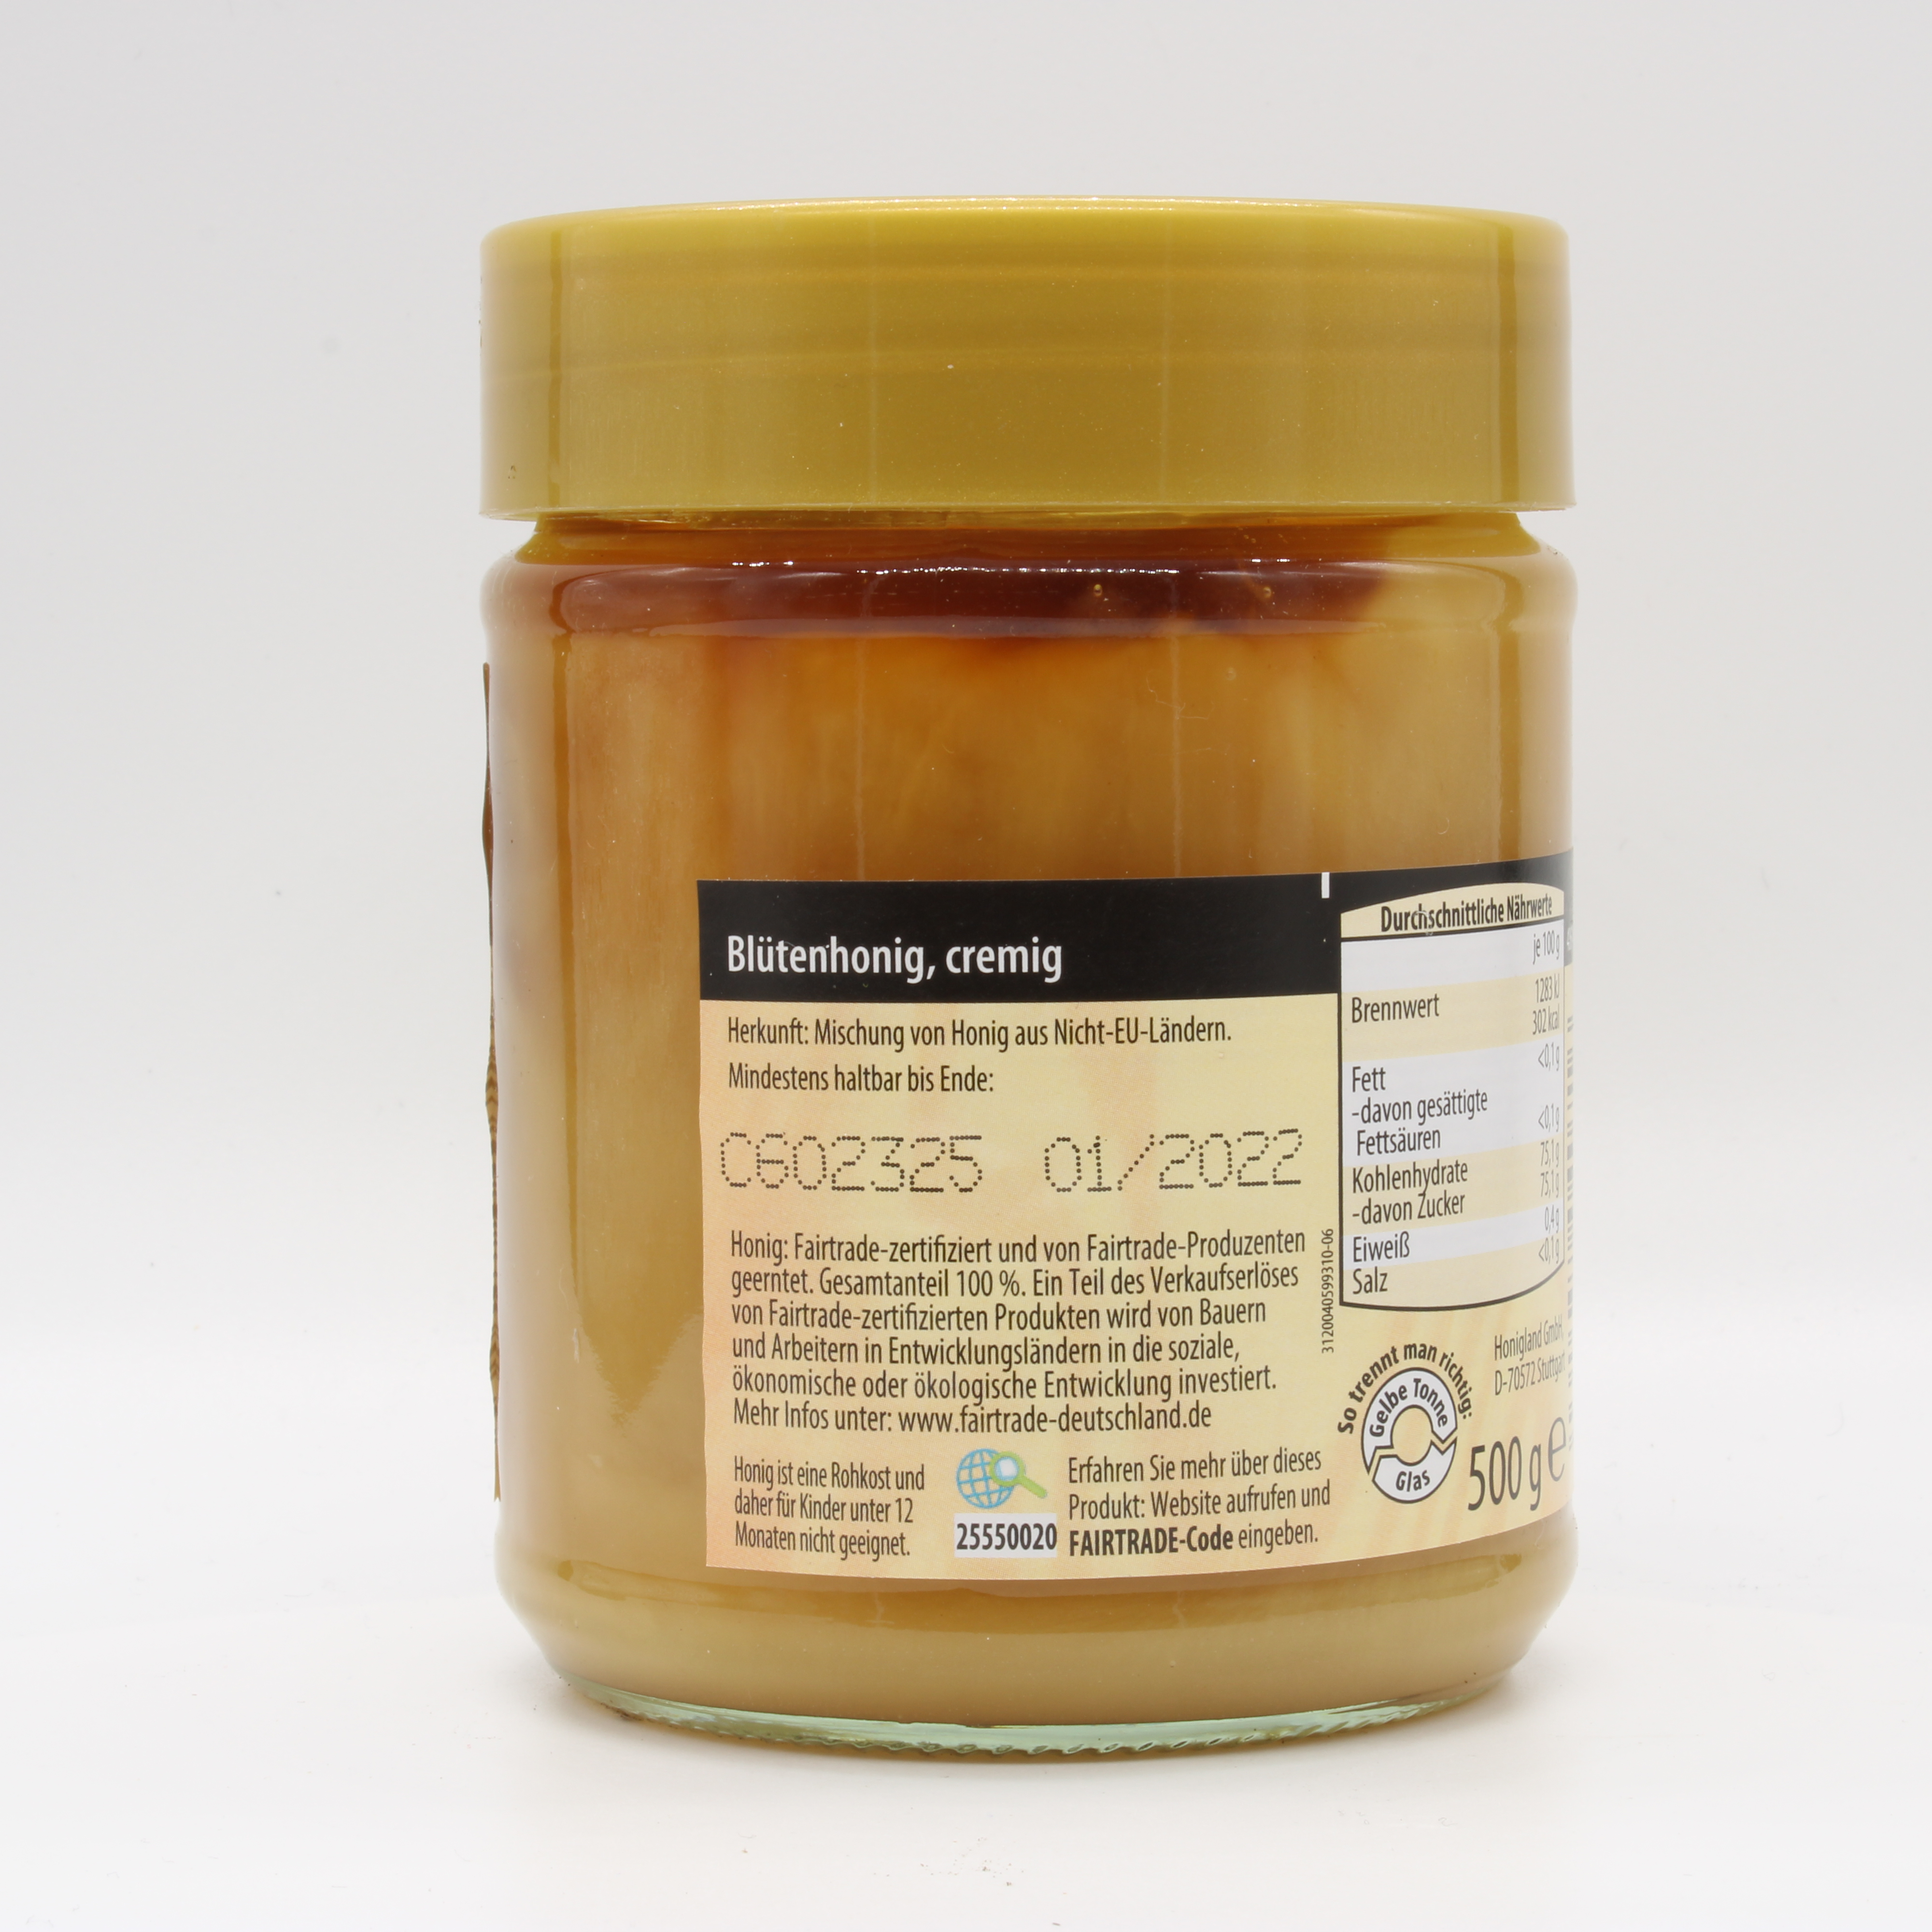 Blütenhonig, cremig
Herkunft: Mischung von Honig aus Nicht-EU-Ländern.
Mindestens haltbar bis Ende:
C602325 01/2022
Honig: Fairtrade-zertifiziert und von Fairtrade-Produzenten
geerntet. Gesamtanteil 100 %. Ein Teil des Verkaufserlöses
von Fairtrade-zertifizierten Produkten wird von Bauern
und Arbeitern in Entwicklungsländern in die soziale,
ökonomische oder ökologische Entwicklung investiert.
Mehr Infos unter: www.fairtrade-deutschland.de
Honig ist eine Rohkost und
daher für Kinder unter 12
Monaten nicht geeignet.
25550020
Erfahren Sie mehr über dieses
Produkt: Website aufrufen und
FAIRTRADE-Code eingeben.
312004059931 0-06
Durchschnittliche Nährwerte
je 100 g
Brennwert 1283 kJ
302 kcal
Fett <0,1 g
-davon gesättigte
Fettsäuren <0,1 g
Kohlenhydrate 75,1 g
-davon Zucker 75,1 g
Eiweiß 0,4 g
Salz <0,1 g
So trennt man richtig:
Gelbe Tonne
Glas
Honigland GmbH,
D-70572
500 g e